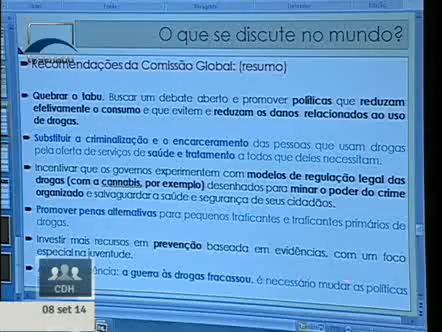 O que se discute no mundo?
Recomendações da Comissão Global: (resumo)
Quebrar o tabu. Buscar um debate aberto e promover políticas que reduzam
efetivamente o consumo e que evitem e reduzam os danos relacionados ao uso
de drogas.
Substituir a criminalização e o encarceramento das pessoas que usam drogas
pela oferta de serviços de saúde e tratamento a todos que deles necessitam.
Incentivar que os governos experimentem com modelos de regulação legal das
drogas (com a cannabis, por exemplo) desenhados para minar o poder do crime
organizado e salvaguardar a saúde e segurança de seus cidadãos.
Promover penas alternativas para pequenos traficantes e traficantes primários de
drogas.
Investir mais recursos em prevenção baseada em evidências, com um foco
especial na juventude.
a guerra às drogas fracassou, é necessário mudar as políticas
CDH
08 set 14